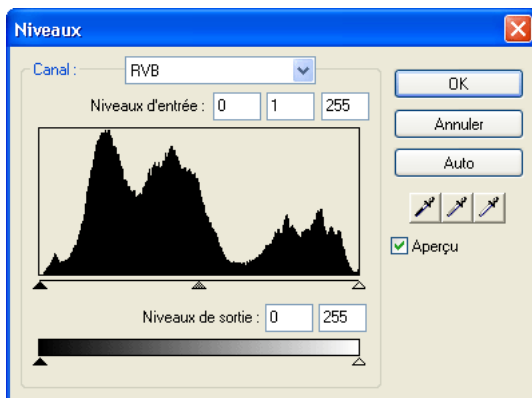 Niveaux
Canal : RVB
OK
Niveaux d'entrée : 0 1 255
Annuler
Auto
Aperçu
Niveaux de sortie : 0 255